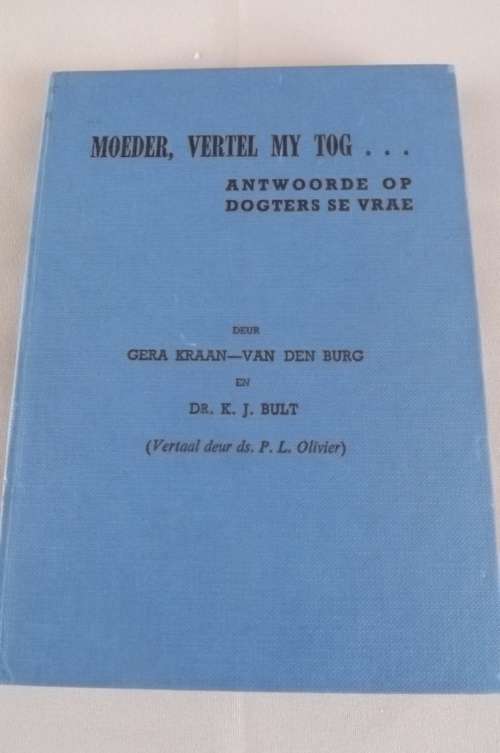 MOEDER, VERTEL MY TOG . . .
ANTWOORDE OP
DOGTERS SE VRAE
DEUR
GERA KRAAN—VAN DEN BURG
EN
DR. K. J. BULT
(Vertaal deur ds. P. L. Olivier)